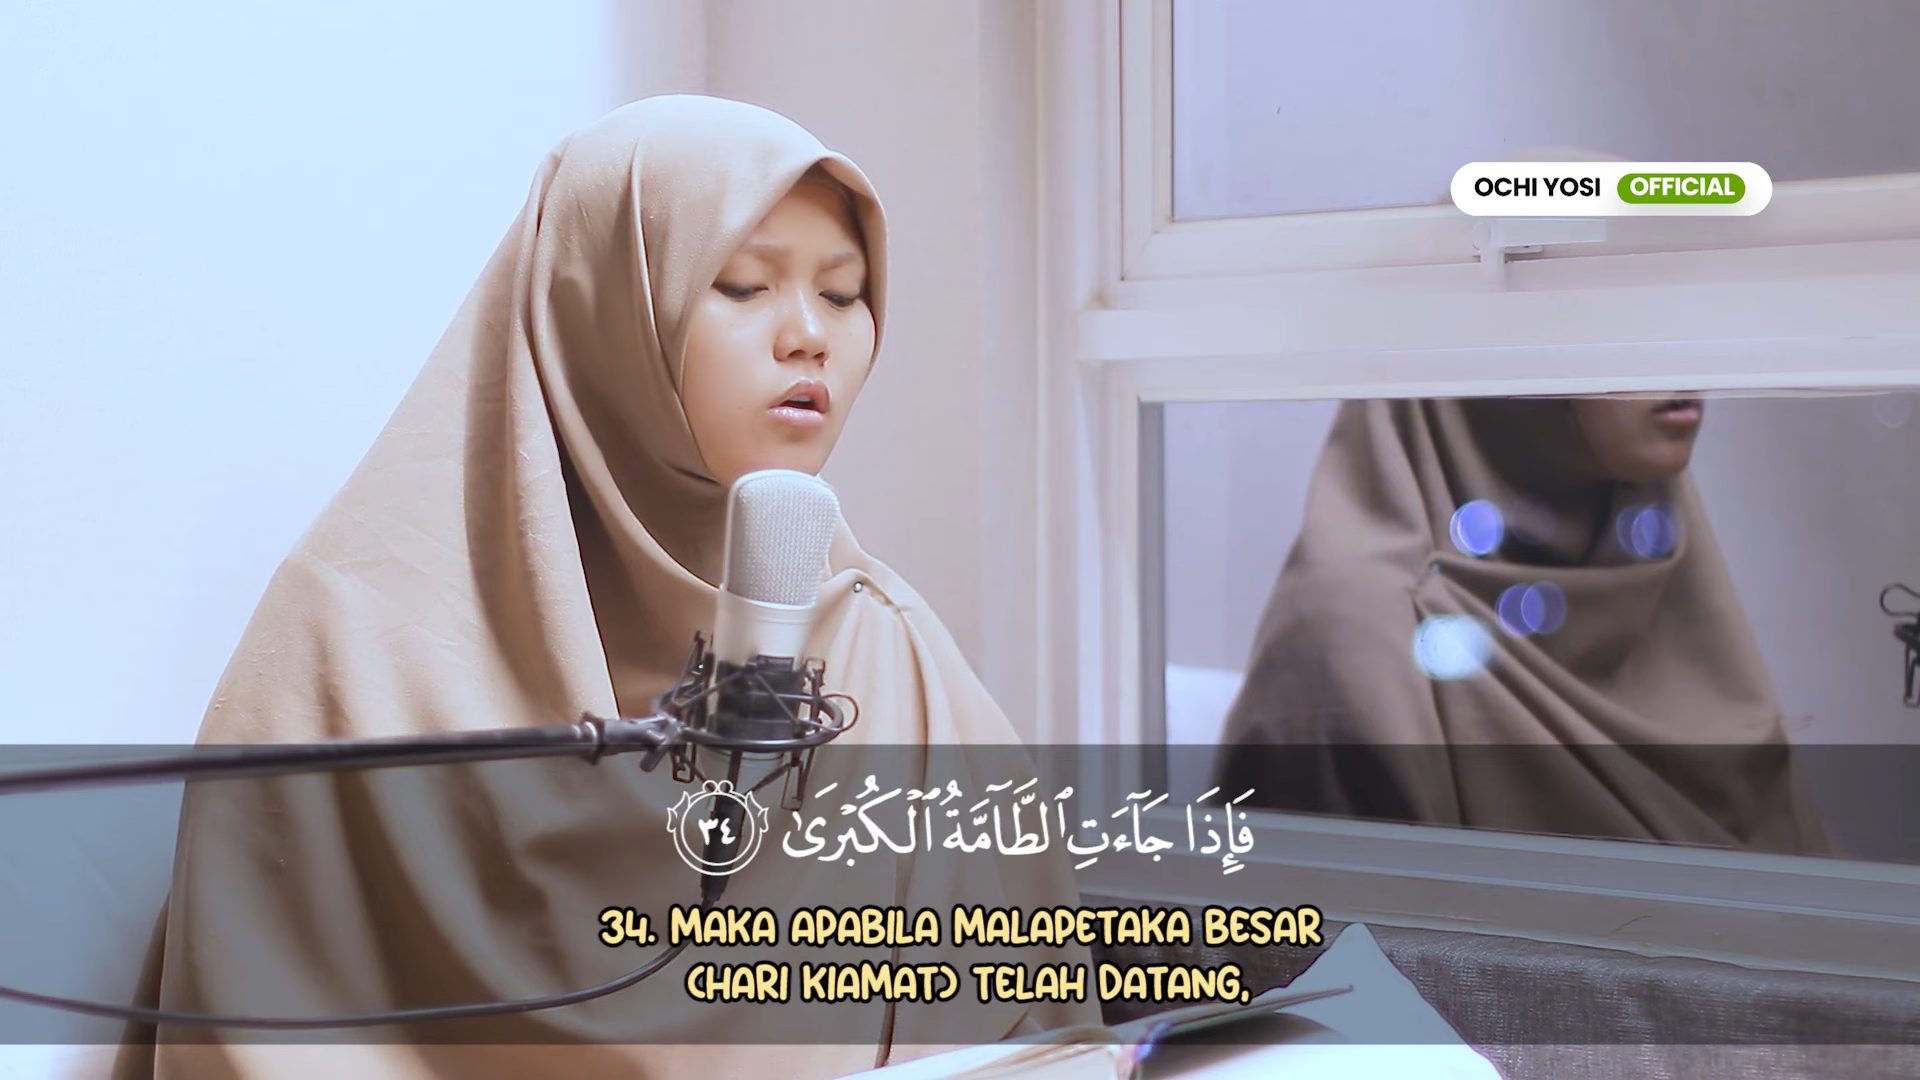 OCHI YOSI OFFICIAL
فَإِذَا جَآءَتِ ٱلطَّآمَّةُ ٱلْكُبْرَىٰ ٣٤
34. MAKA APABILA MALAPETAKA BESAR
(HARI KIAMAT) TELAH DATANG,